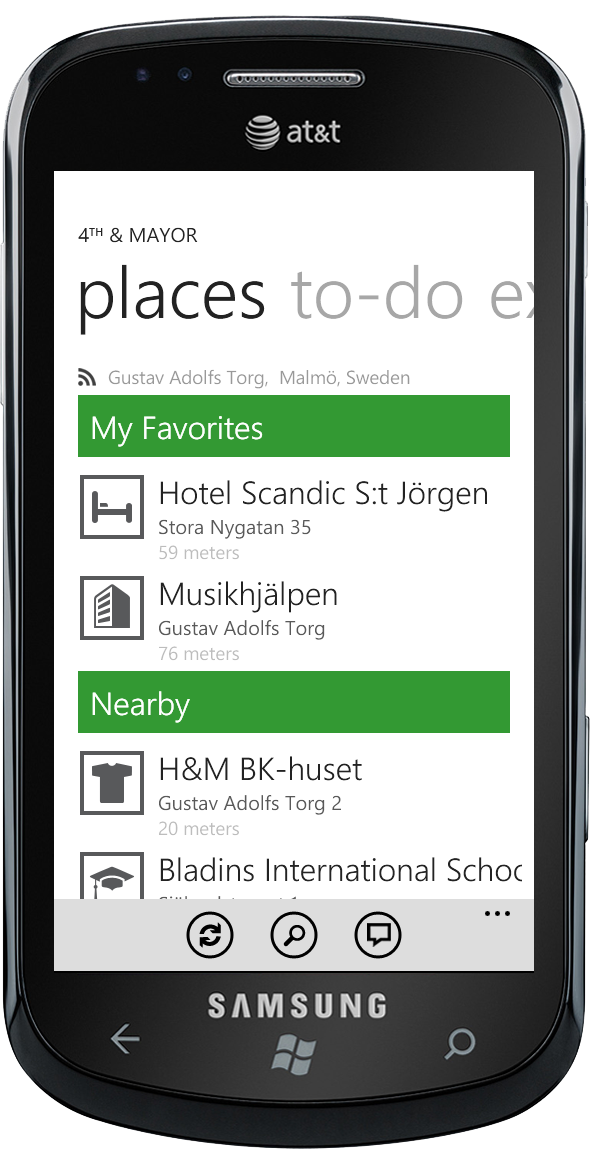 at&t
4TH & MAYOR
places to-do ex
Gustav Adolfs Torg, Malmö, Sweden
My Favorites
Hotel Scandic S:t Jörgen
Stora Nygatan 35
59 meters
Musikhjälpen
Gustav Adolfs Torg
76 meters
Nearby
H&M BK-huset
Gustav Adolfs Torg 2
20 meters
Bladins International Schoo
SAMSUNG